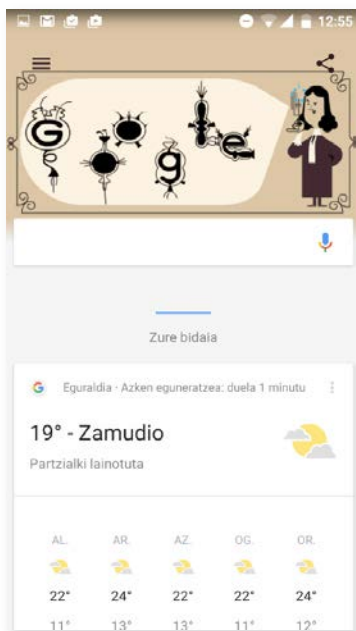 12:55
Google
Zure bidaia
G Eguraldia · Azken eguneratzea: duela 1 minutu
19° - Zamudio
Partzialki lainotuta
AL. AR. AZ. OG. OR.
22° 24° 22° 22° 24°
11° 13° 13° 11° 12°